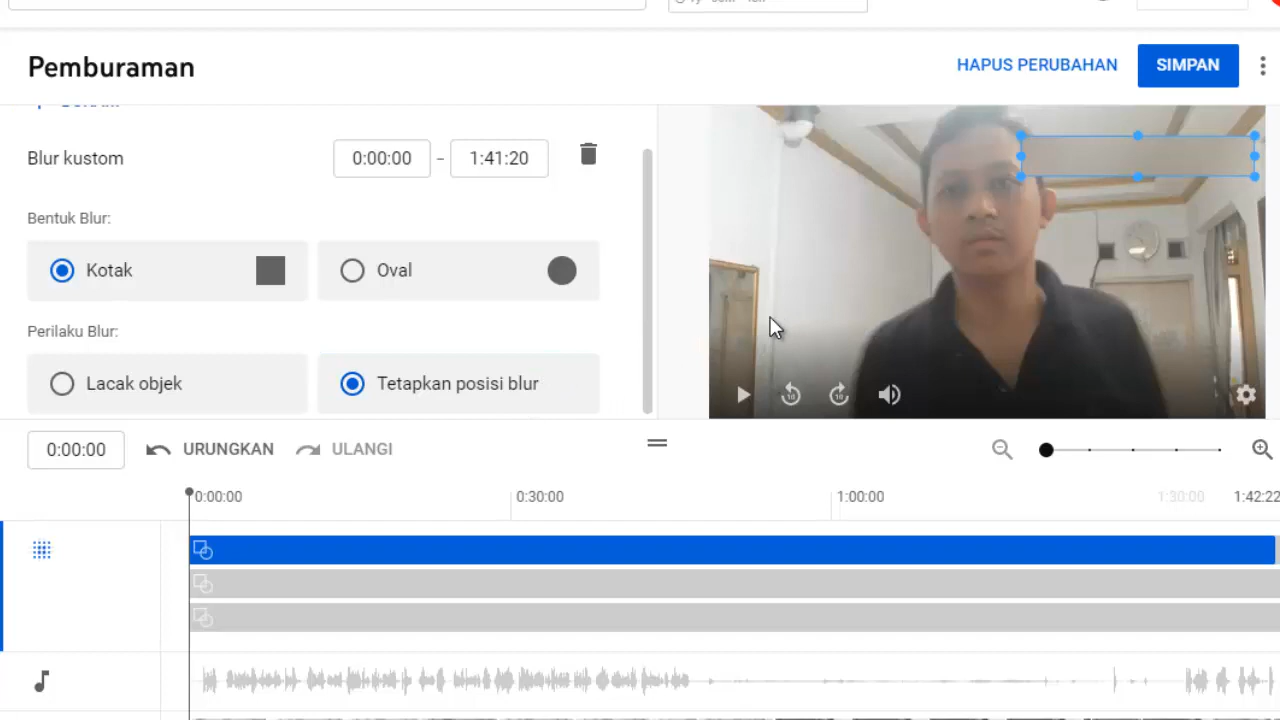 Pemburaman
HAPUS PERUBAHAN
SIMPAN
Blur kustom
0:00:00 - 1:41:20
Bentuk Blur:
Kotak
Oval
Perilaku Blur:
Lacak objek
Tetapkan posisi blur
10
10
0:00:00
URUNGKAN
ULANGI
0:00:00
0:30:00
1:00:00
1:30:00
1:42:22